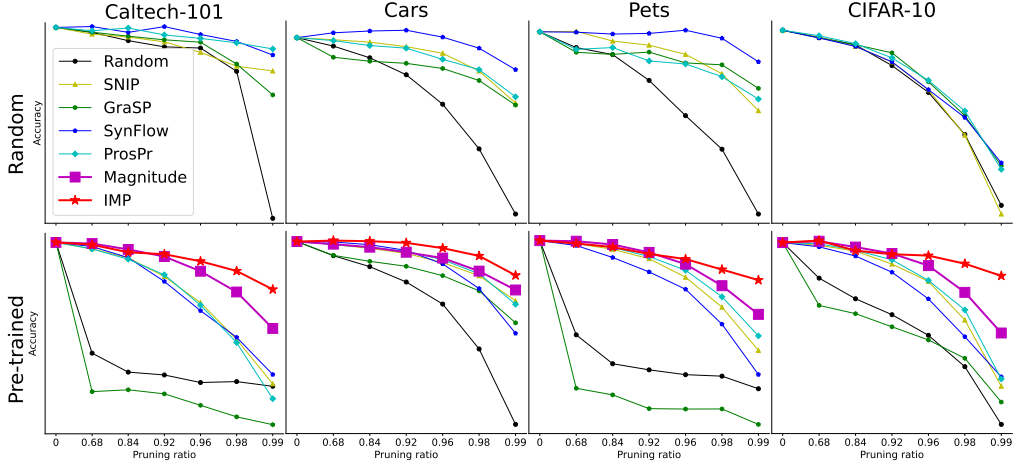 Caltech-101 Cars Pets CIFAR-10
Random
Accuracy
Random
SNIP
GraSP
SynFlow
ProsPr
Magnitude
IMP
Pre-trained
Accuracy
0 0.68 0.84 0.92 0.96 0.98 0.99 0 0.68 0.84 0.92 0.96 0.98 0.99 0 0.68 0.84 0.92 0.96 0.98 0.99 0 0.68 0.84 0.92 0.96 0.98 0.99
Pruning ratio Pruning ratio Pruning ratio Pruning ratio